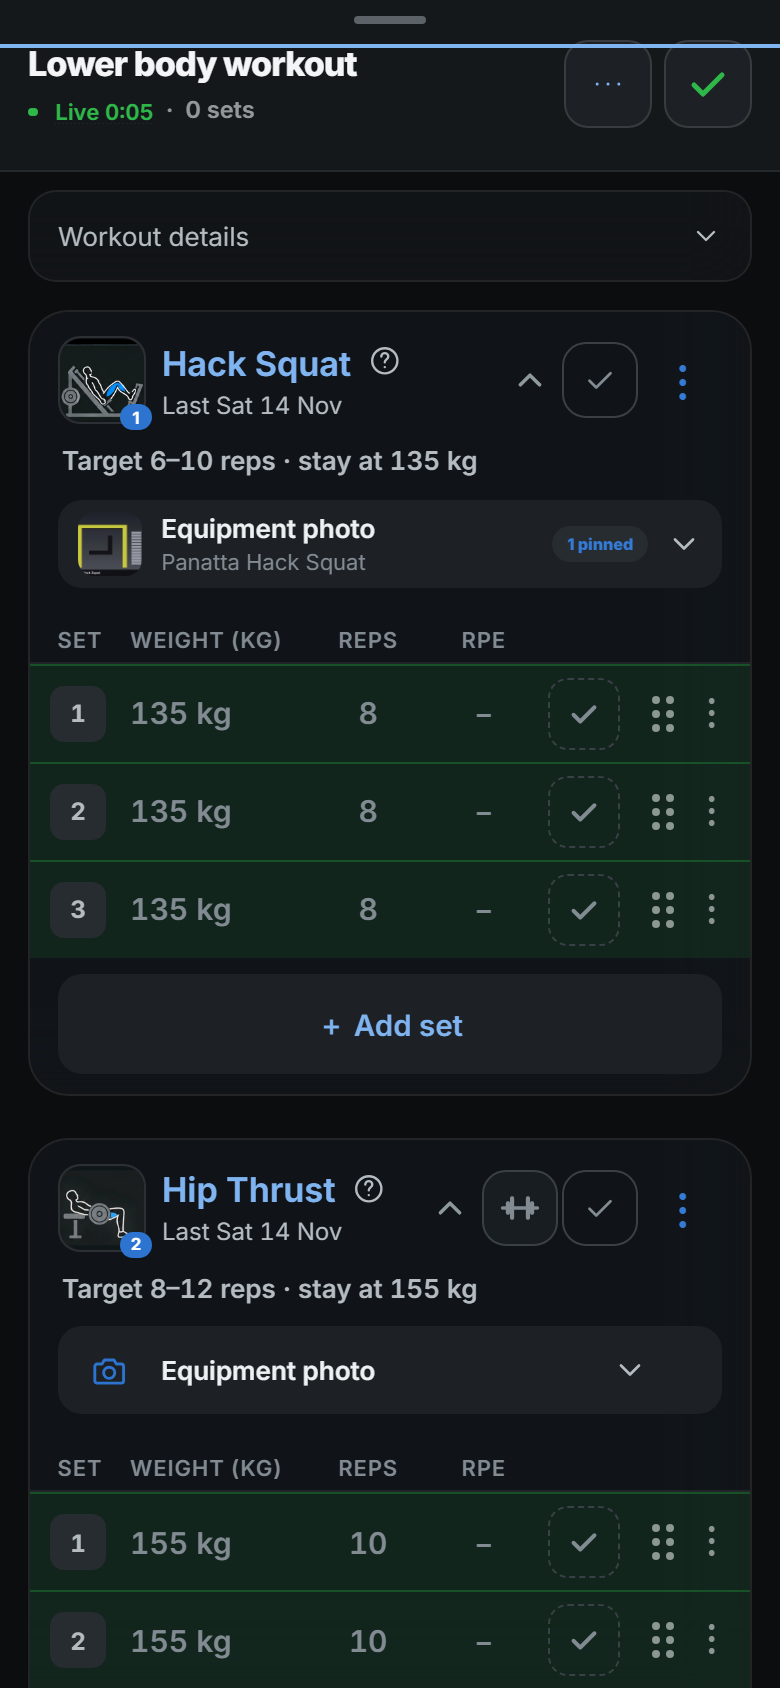 Lower body workout
Live 0:05 · 0 sets
Workout details
Hack Squat
1
Last Sat 14 Nov
Target 6–10 reps · stay at 135 kg
Equipment photo
Panatta Hack Squat
1 pinned
SET WEIGHT (KG) REPS RPE
1 135 kg 8 –
2 135 kg 8 –
3 135 kg 8 –
+ Add set
Hip Thrust
2
Last Sat 14 Nov
Target 8–12 reps · stay at 155 kg
Equipment photo
SET WEIGHT (KG) REPS RPE
1 155 kg 10 –
2 155 kg 10 –